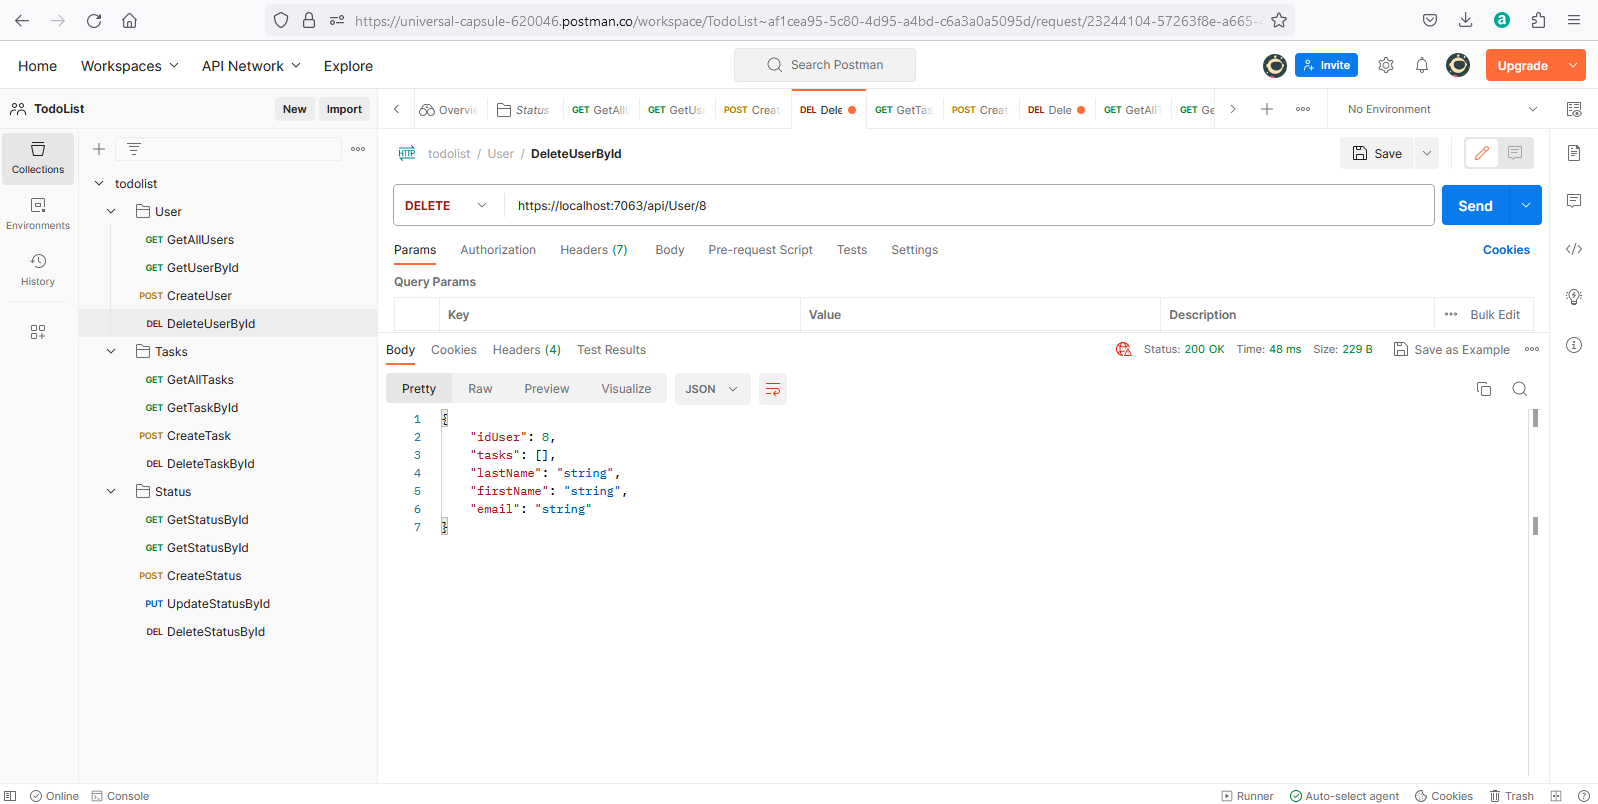 https://universal-capsule-620046.postman.co/workspace/TodoList~af1cea95-5c80-4d95-a4bd-c6a3a0a5095d/request/23244104-57263f8e-a665-4
Home Workspaces API Network Explore Search Postman Invite Upgrade
TodoList New Import
Overvie Status GET GetAllU GET GetUse POST Create DEL Dele GET GetTas POST Create DEL Dele GET GetAllT GET Ge No Environment
Collections
Environments
History
todolist
User
GET GetAllUsers
GET GetUserById
POST CreateUser
DEL DeleteUserById
Tasks
GET GetAllTasks
GET GetTaskById
POST CreateTask
DEL DeleteTaskById
Status
GET GetStatusById
GET GetStatusById
POST CreateStatus
PUT UpdateStatusById
DEL DeleteStatusById
HTTP todolist / User / DeleteUserById Save
DELETE https://localhost:7063/api/User/8 Send
Params Authorization Headers (7) Body Pre-request Script Tests Settings Cookies
Query Params
Key Value Description Bulk Edit
Body Cookies Headers (4) Test Results Status: 200 OK Time: 48 ms Size: 229 B Save as Example
Pretty Raw Preview Visualize JSON
1 {
2 "idUser": 8,
3 "tasks": [],
4 "lastName": "string",
5 "firstName": "string",
6 "email": "string"
7 }
Online Console Runner Auto-select agent Cookies Trash